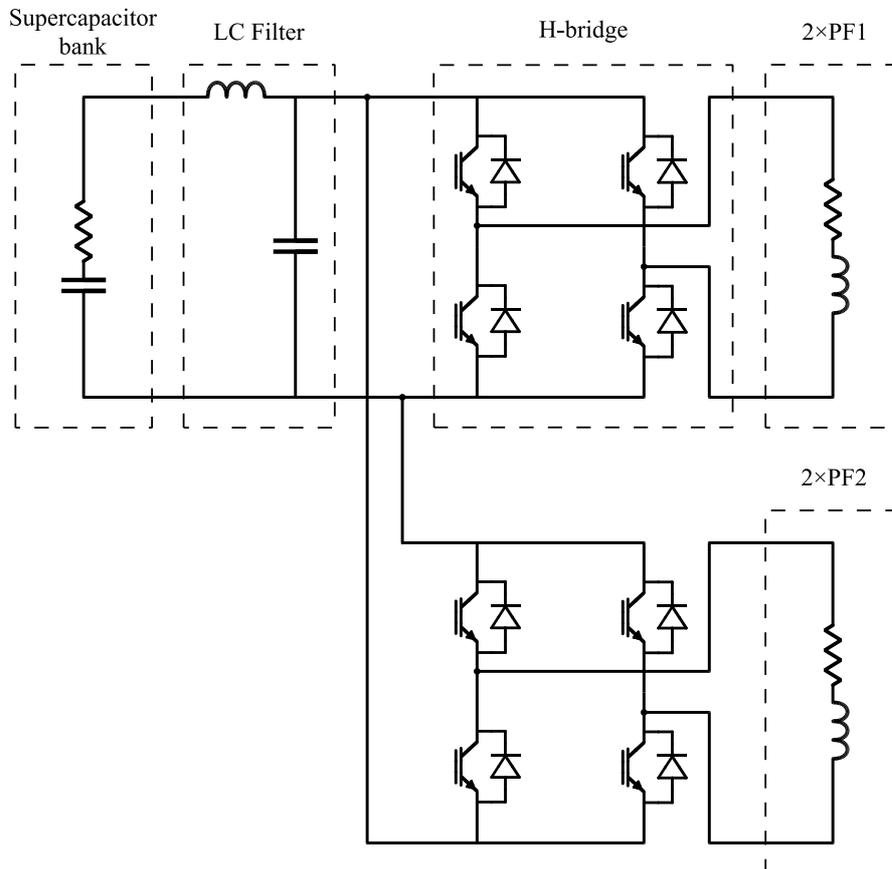 Supercapacitor
bank
LC Filter
H-bridge
2×PF1
2×PF2